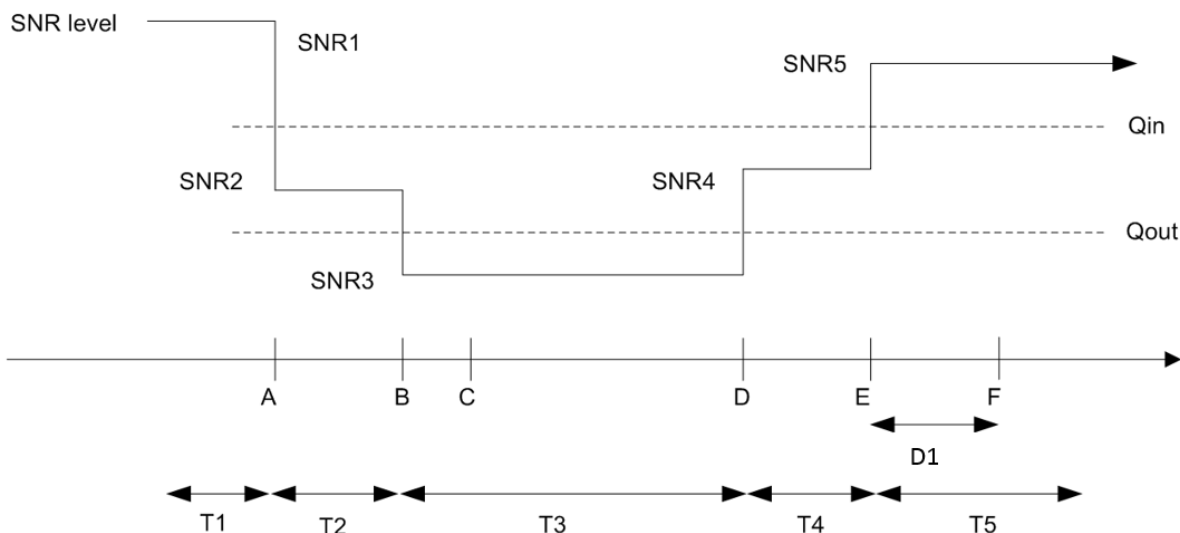 SNR level
SNR1
SNR5
Qin
SNR2
SNR4
Qout
SNR3
A B C D E F
D1
T1 T2 T3 T4 T5